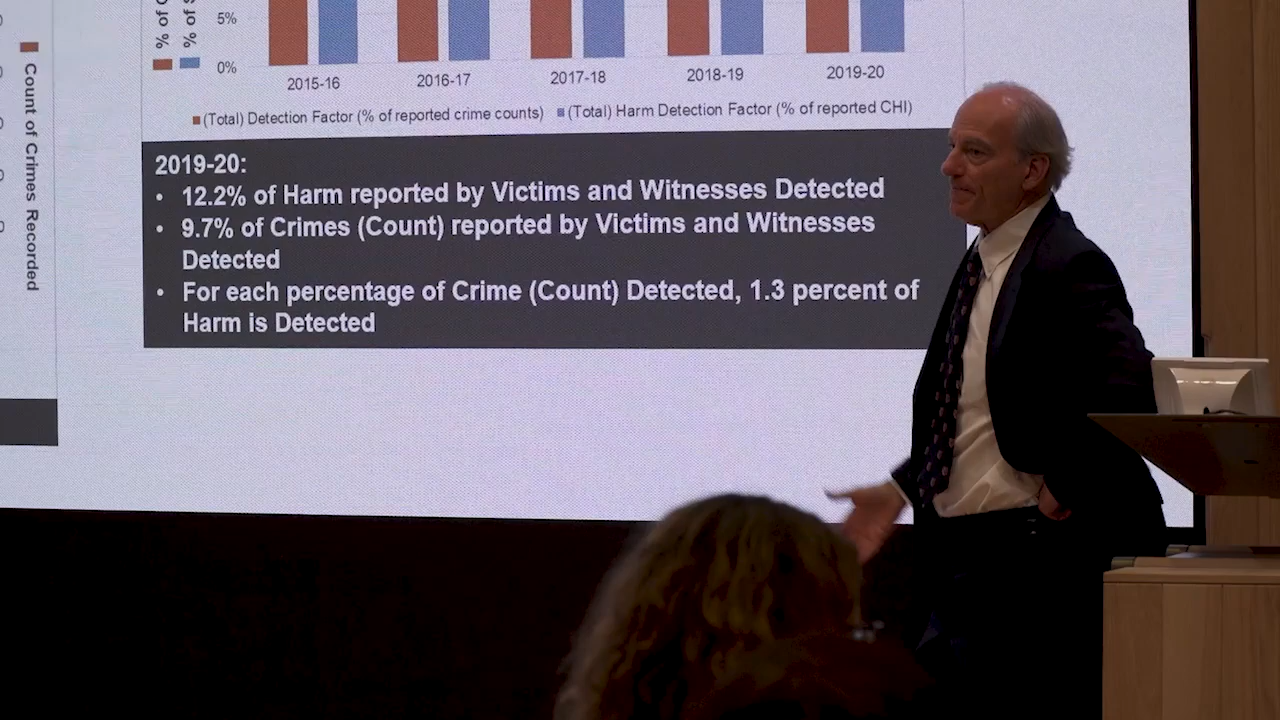 Count of Crimes Recorded
% of
% of
5%
0%
2015-16
2016-17
2017-18
2018-19
2019-20
(Total) Detection Factor (% of reported crime counts)
(Total) Harm Detection Factor (% of reported CHI)
2019-20:
• 12.2% of Harm reported by Victims and Witnesses Detected
• 9.7% of Crimes (Count) reported by Victims and Witnesses
Detected
• For each percentage of Crime (Count) Detected, 1.3 percent of
Harm is Detected